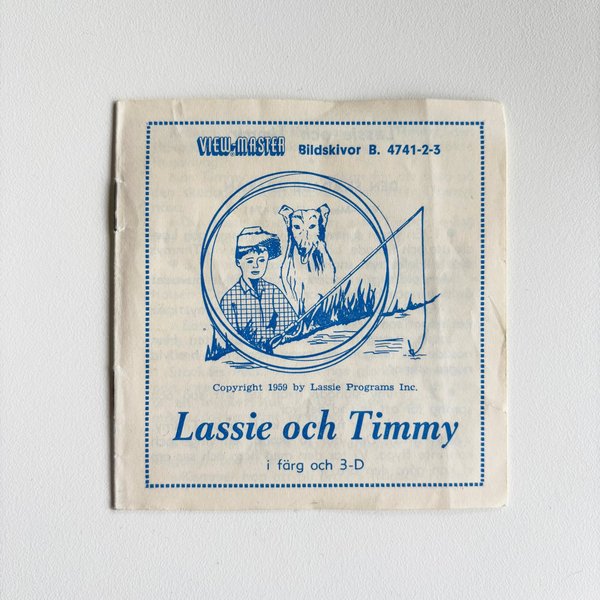 VIEW-MASTER Bildskivor B. 4741-2-3
Copyright 1959 by Lassie Programs Inc.
Lassie och Timmy
i färg och 3-D